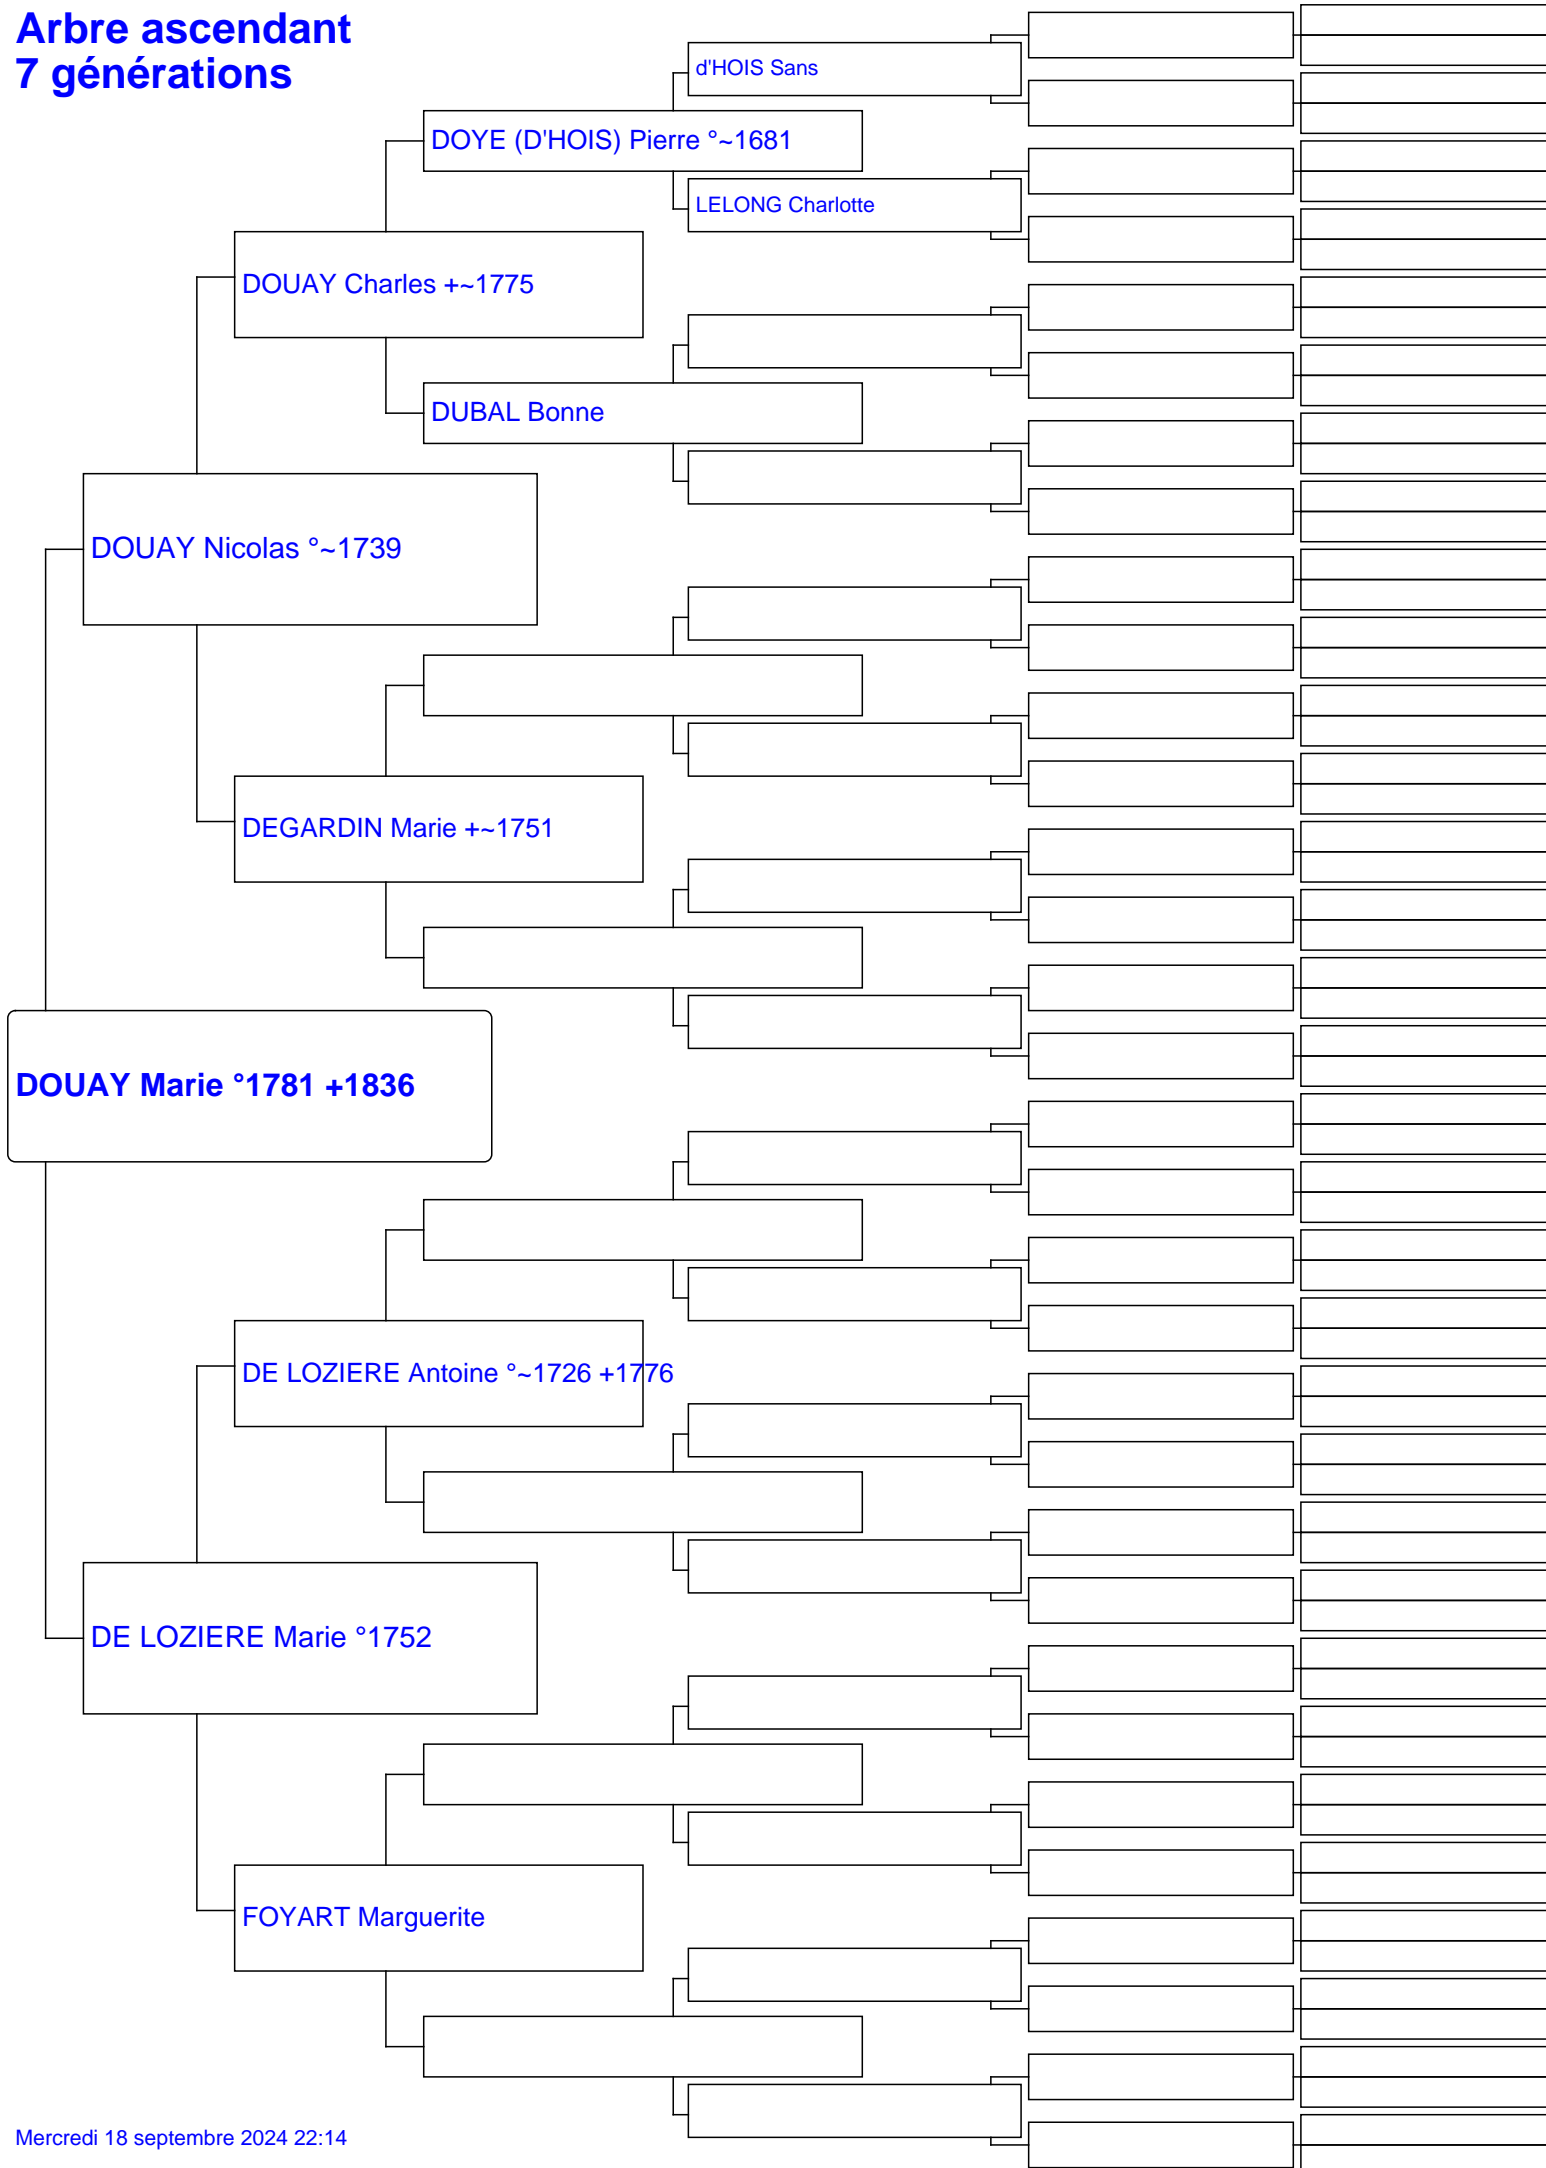 Arbre ascendant
7 générations
d'HOIS Sans
DOYE (D'HOIS) Pierre °~1681
LELONG Charlotte
DOUAY Charles +~1775
DUBAL Bonne
DOUAY Nicolas °~1739
DEGARDIN Marie +~1751
DOUAY Marie °1781 +1836
DE LOZIERE Antoine °~1726 +1776
DE LOZIERE Marie °1752
FOYART Marguerite
Mercredi 18 septembre 2024 22:14